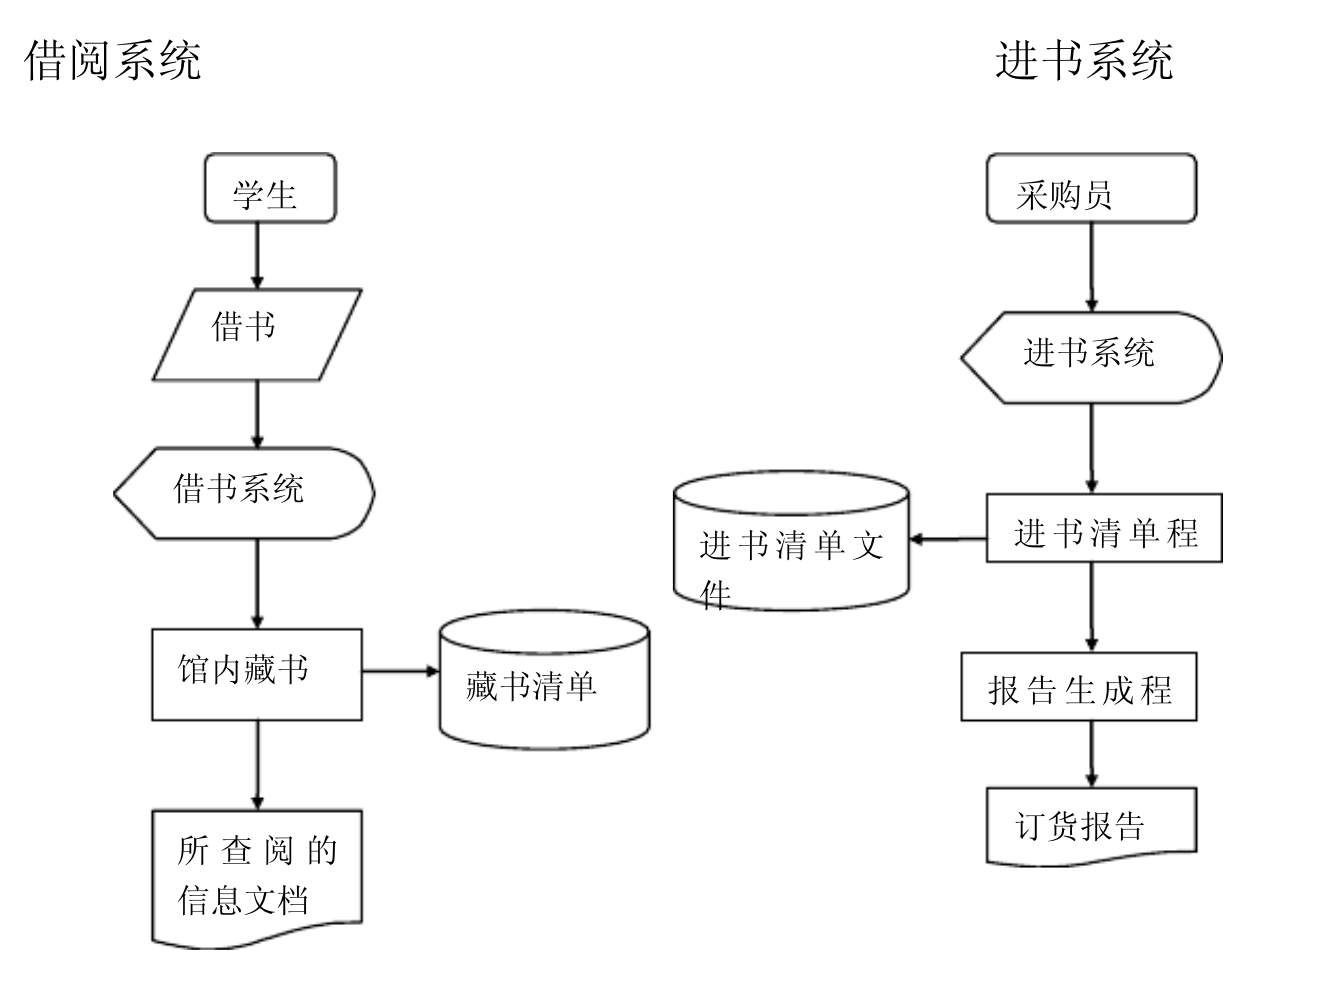 借阅系统
进书系统
学生
借书
借书系统
馆内藏书
藏书清单
所查阅的
信息文档
采购员
进书系统
进书清单程
进书清单文
件
报告生成程
订货报告